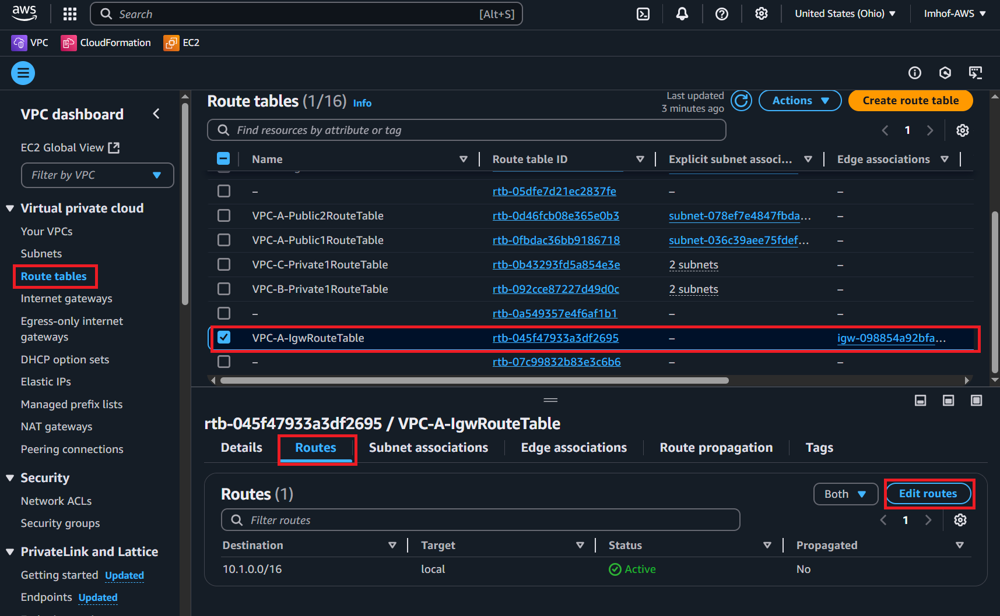 aws
Search [Alt+S]
United States (Ohio)
Imhof-AWS
VPC CloudFormation EC2
VPC dashboard
EC2 Global View
Filter by VPC
Virtual private cloud
Your VPCs
Subnets
Route tables
Internet gateways
Egress-only internet
gateways
DHCP option sets
Elastic IPs
Managed prefix lists
NAT gateways
Peering connections
Security
Network ACLs
Security groups
PrivateLink and Lattice
Getting started Updated
Endpoints Updated
Route tables (1/16) Info
Last updated
3 minutes ago
Actions
Create route table
Find resources by attribute or tag
1
Name Route table ID Explicit subnet associ... Edge associations
– rtb-05dfe7d21ec2837fe – –
VPC-A-Public2RouteTable rtb-0d46fcb08e365e0b3 subnet-078ef7e4847fbda... –
VPC-A-Public1RouteTable rtb-0fbdac36bb9186718 subnet-036c39aee75fdef... –
VPC-C-Private1RouteTable rtb-0b43293fd5a854e3e 2 subnets –
VPC-B-Private1RouteTable rtb-092cce87227d49d0c 2 subnets –
– rtb-0a549357e4f6af1b1 – –
VPC-A-IgwRouteTable rtb-045f47933a3df2695 – igw-098854a92bfa...
– rtb-07c99832b83e3c6b6 – –
rtb-045f47933a3df2695 / VPC-A-IgwRouteTable
Details Routes Subnet associations Edge associations Route propagation Tags
Routes (1)
Both
Edit routes
Filter routes
1
Destination Target Status Propagated
10.1.0.0/16 local Active No